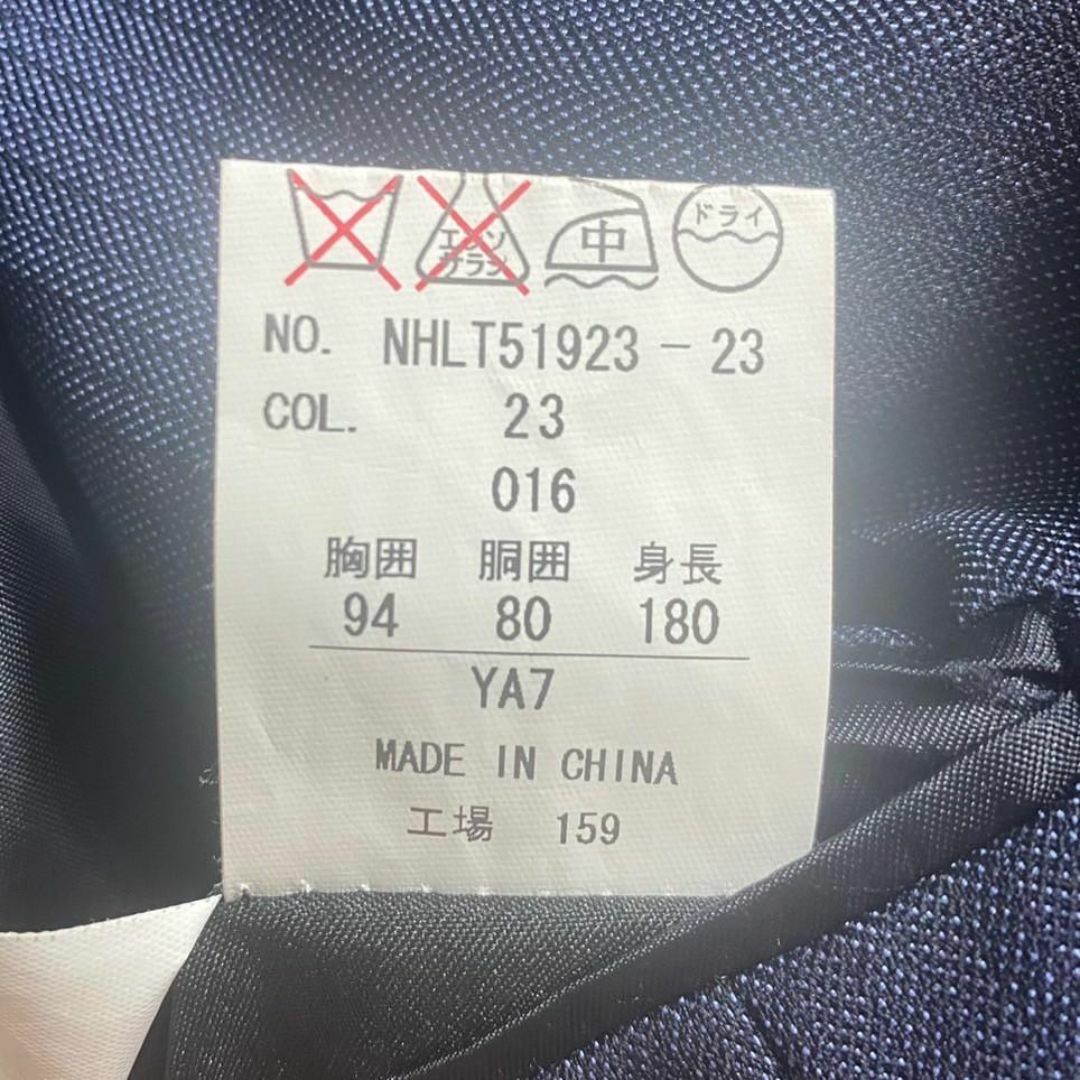 エンソ
サラシ
中
ドライ
NO. NHLT51923-23
COL. 23
016
胸囲 胴囲 身長
94 80 180
YA7
MADE IN CHINA
工場 159